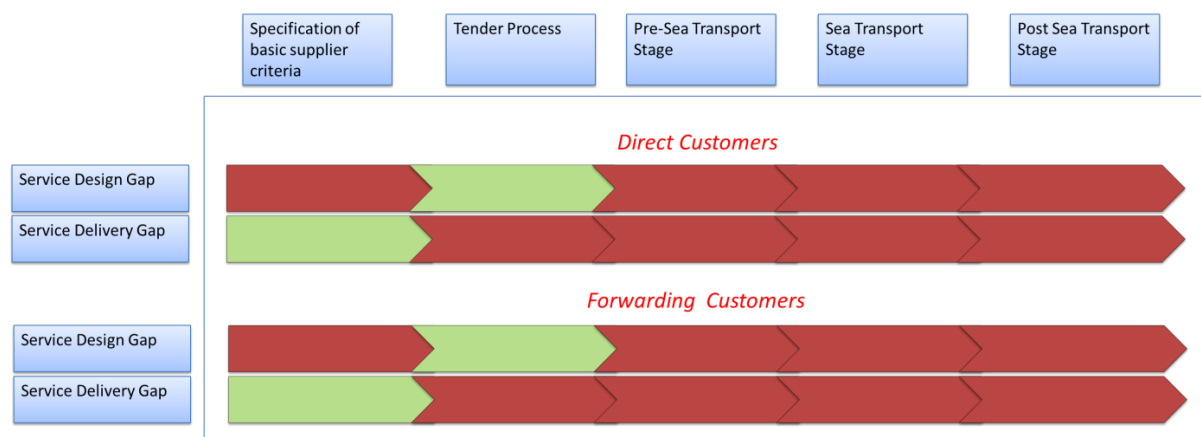 Specification of
basic supplier
criteria
Tender Process
Pre-Sea Transport
Stage
Sea Transport
Stage
Post Sea Transport
Stage
Direct Customers
Service Design Gap
Service Delivery Gap
Forwarding Customers
Service Design Gap
Service Delivery Gap